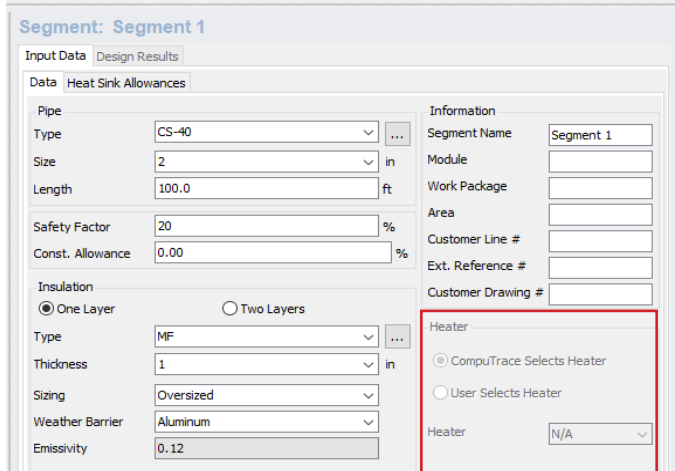 Segment: Segment 1
Input Data Design Results
Data Heat Sink Allowances
Pipe
Type CS-40 ...
Size 2 in
Length 100.0 ft
Safety Factor 20 %
Const. Allowance 0.00 %
Insulation
One Layer Two Layers
Type MF ...
Thickness 1 in
Sizing Oversized
Weather Barrier Aluminum
Emissivity 0.12
Information
Segment Name Segment 1
Module
Work Package
Area
Customer Line #
Ext. Reference #
Customer Drawing #
Heater
CompuTrace Selects Heater
User Selects Heater
Heater N/A